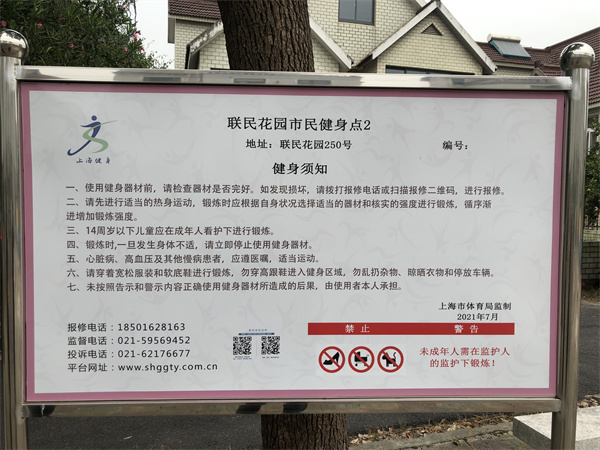 联民花园市民健身点2
地址：联民花园250号 编号：
上海健身
健身须知
一、使用健身器材前，请检查器材是否完好。如发现损坏，请拨打报修电话或扫描报修二维码，进行报修。
二、请先进行适当的热身运动，锻炼时应根据自身状况选择适当的器材和核实的强度进行锻炼，循序渐
进增加锻炼强度。
三、14周岁以下儿童应在成年人看护下进行锻炼。
四、锻炼时,一旦发生身体不适，请立即停止使用健身器材。
五、心脏病、高血压及其他慢病患者，应遵医嘱，适当运动。
六、请穿着宽松服装和软底鞋进行锻炼，勿穿高跟鞋进入健身区域，勿乱扔杂物、晾晒衣物和停放车辆。
七、未按照告示和警示内容正确使用健身器材所造成的后果，由使用者本人承担。
上海市体育局监制
2021年7月
报修电话：18501628163
监督电话：021-59569452
投诉电话：021-62176677
平台网址：www.shggty.com.cn
禁止 警告
未成年人需在监护人
的监护下锻炼！